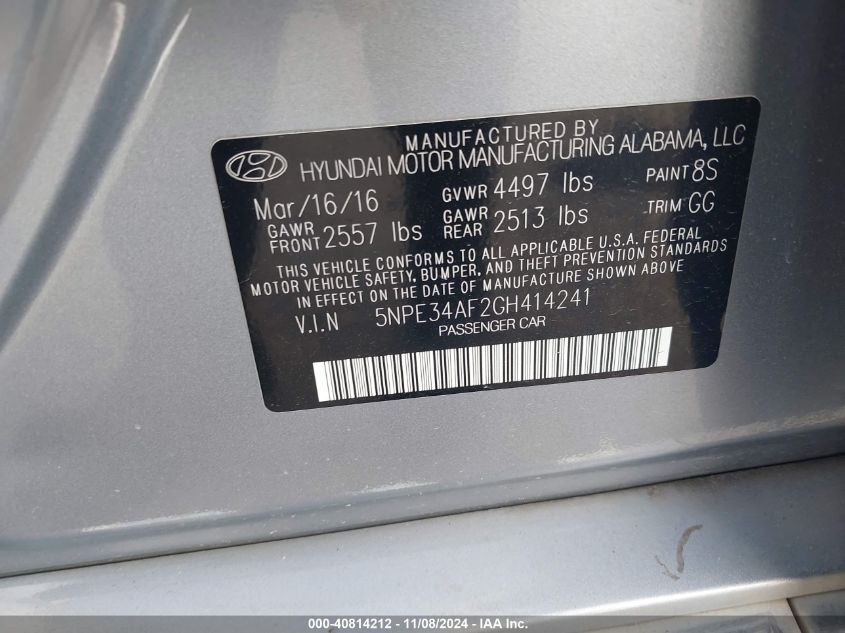 MANUFACTURED BY
HYUNDAI MOTOR MANUFACTURING ALABAMA, LLC
Mar/16/16 GVWR 4497 lbs PAINT 8S
GAWR FRONT 2557 lbs GAWR REAR 2513 lbs TRIM GG
THIS VEHICLE CONFORMS TO ALL APPLICABLE U.S.A. FEDERAL
MOTOR VEHICLE SAFETY, BUMPER, AND THEFT PREVENTION STANDARDS
IN EFFECT ON THE DATE OF MANUFACTURE SHOWN ABOVE
V.I.N 5NPE34AF2GH414241
PASSENGER CAR
000-40814212 - 11/08/2024 - IAA Inc.